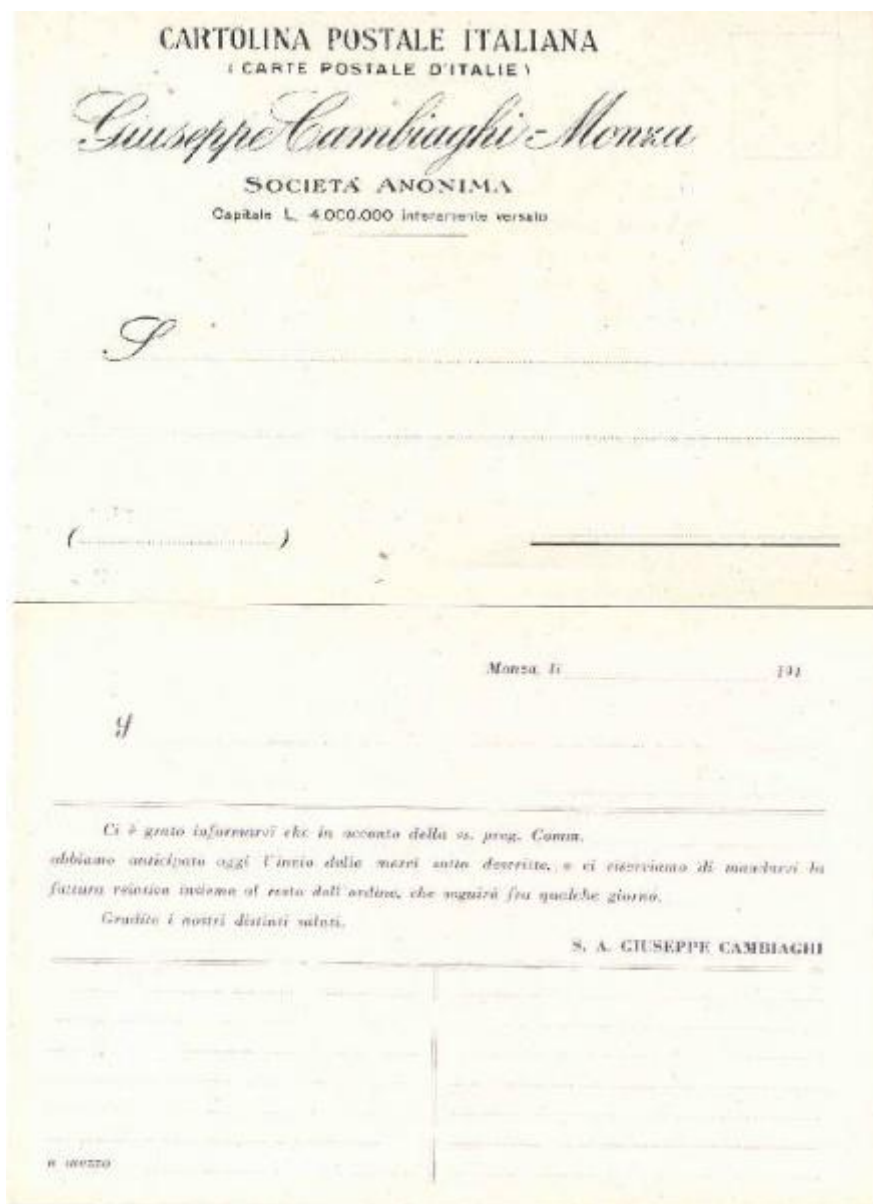 CARTOLINA POSTALE ITALIANA
(CARTE POSTALE D'ITALIE)
Giuseppe Cambiaghi - Monza
SOCIETÀ ANONIMA
Capitale L. 4.000.000 interamente versato
S
( )
Monza, li 191
S
Ci è grato informarvi che in acconto della vs. preg. Comm.
abbiamo anticipato oggi l'invio delle merci sotto descritte, e ci riserviamo di mandarvi la
fattura relativa insieme al resto dell'ordine, che seguirà fra qualche giorno.
Gradite i nostri distinti saluti.
S. A. GIUSEPPE CAMBIAGHI
a mezzo